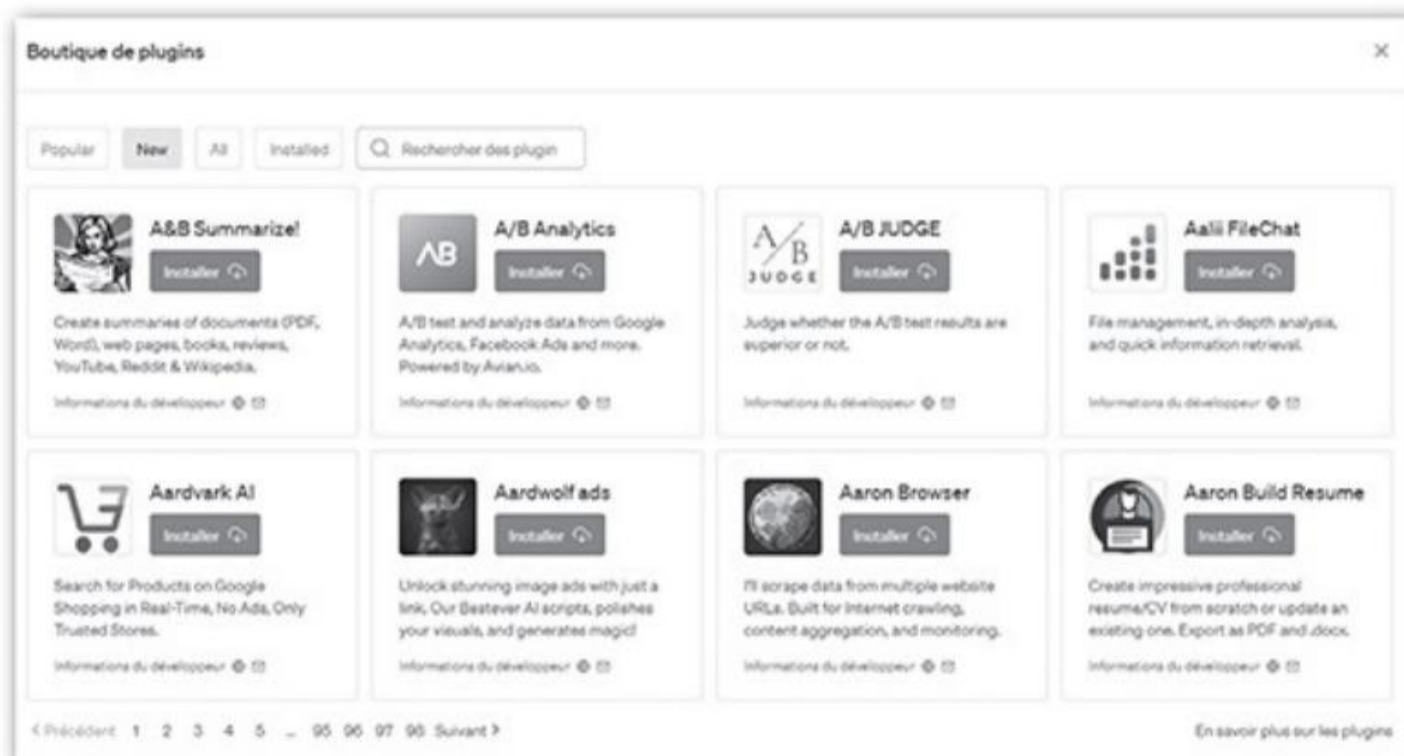 Boutique de plugins ×
Popular New All Installed Rechercher des plugin
A&B Summarize!
Installer
Create summaries of documents (PDF,
Word), web pages, books, reviews,
YouTube, Reddit & Wikipedia.
Informations du développeur
A/B Analytics
AB
Installer
A/B test and analyze data from Google
Analytics, Facebook Ads and more.
Powered by Avian.io.
Informations du développeur
A/B JUDGE
A/B
JUDGE
Installer
Judge whether the A/B test results are
superior or not.
Informations du développeur
Aalii FileChat
Installer
File management, in-depth analysis,
and quick information retrieval.
Informations du développeur
Aardvark AI
Installer
Search for Products on Google
Shopping in Real-Time, No Ads, Only
Trusted Stores.
Informations du développeur
Aardwolf ads
Installer
Unlock stunning image ads with just a
link, Our Bestever AI scripts, polishes
your visuals, and generates magic!
Informations du développeur
Aaron Browser
Installer
I'll scrape data from multiple website
URLs. Built for Internet crawling,
content aggregation, and monitoring.
Informations du développeur
Aaron Build Resume
Installer
Create impressive professional
resume/CV from scratch or update an
existing one. Export as PDF and .docx.
Informations du développeur
< Précédent 1 2 3 4 5 ... 95 96 97 98 Suivant >
En savoir plus sur les plugins